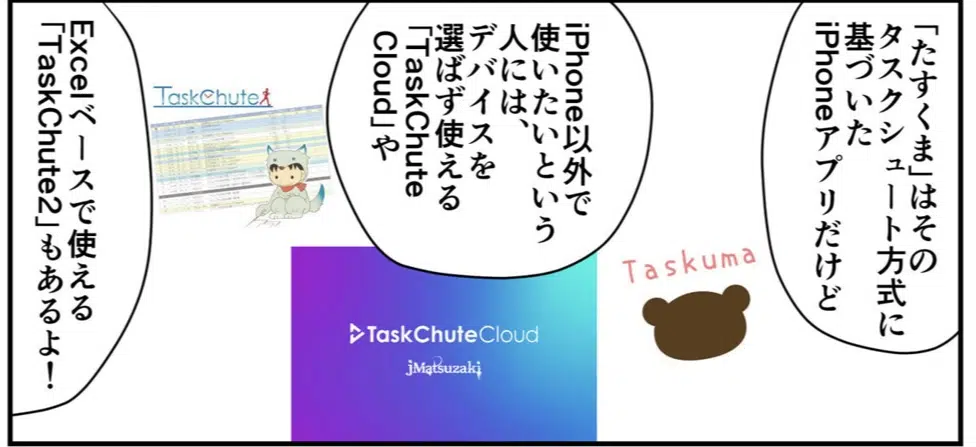 「たすくま」はその
タスクシュート方式に
基づいた
iPhoneアプリだけど
Taskuma
iPhone以外で
使いたいという
人には、
デバイスを
選ばず使える
「TaskChute
Cloud」や
TaskChuteCloud
jMatsuzaki
TaskChute
Excelベースで使える
「TaskChute2」もあるよ！